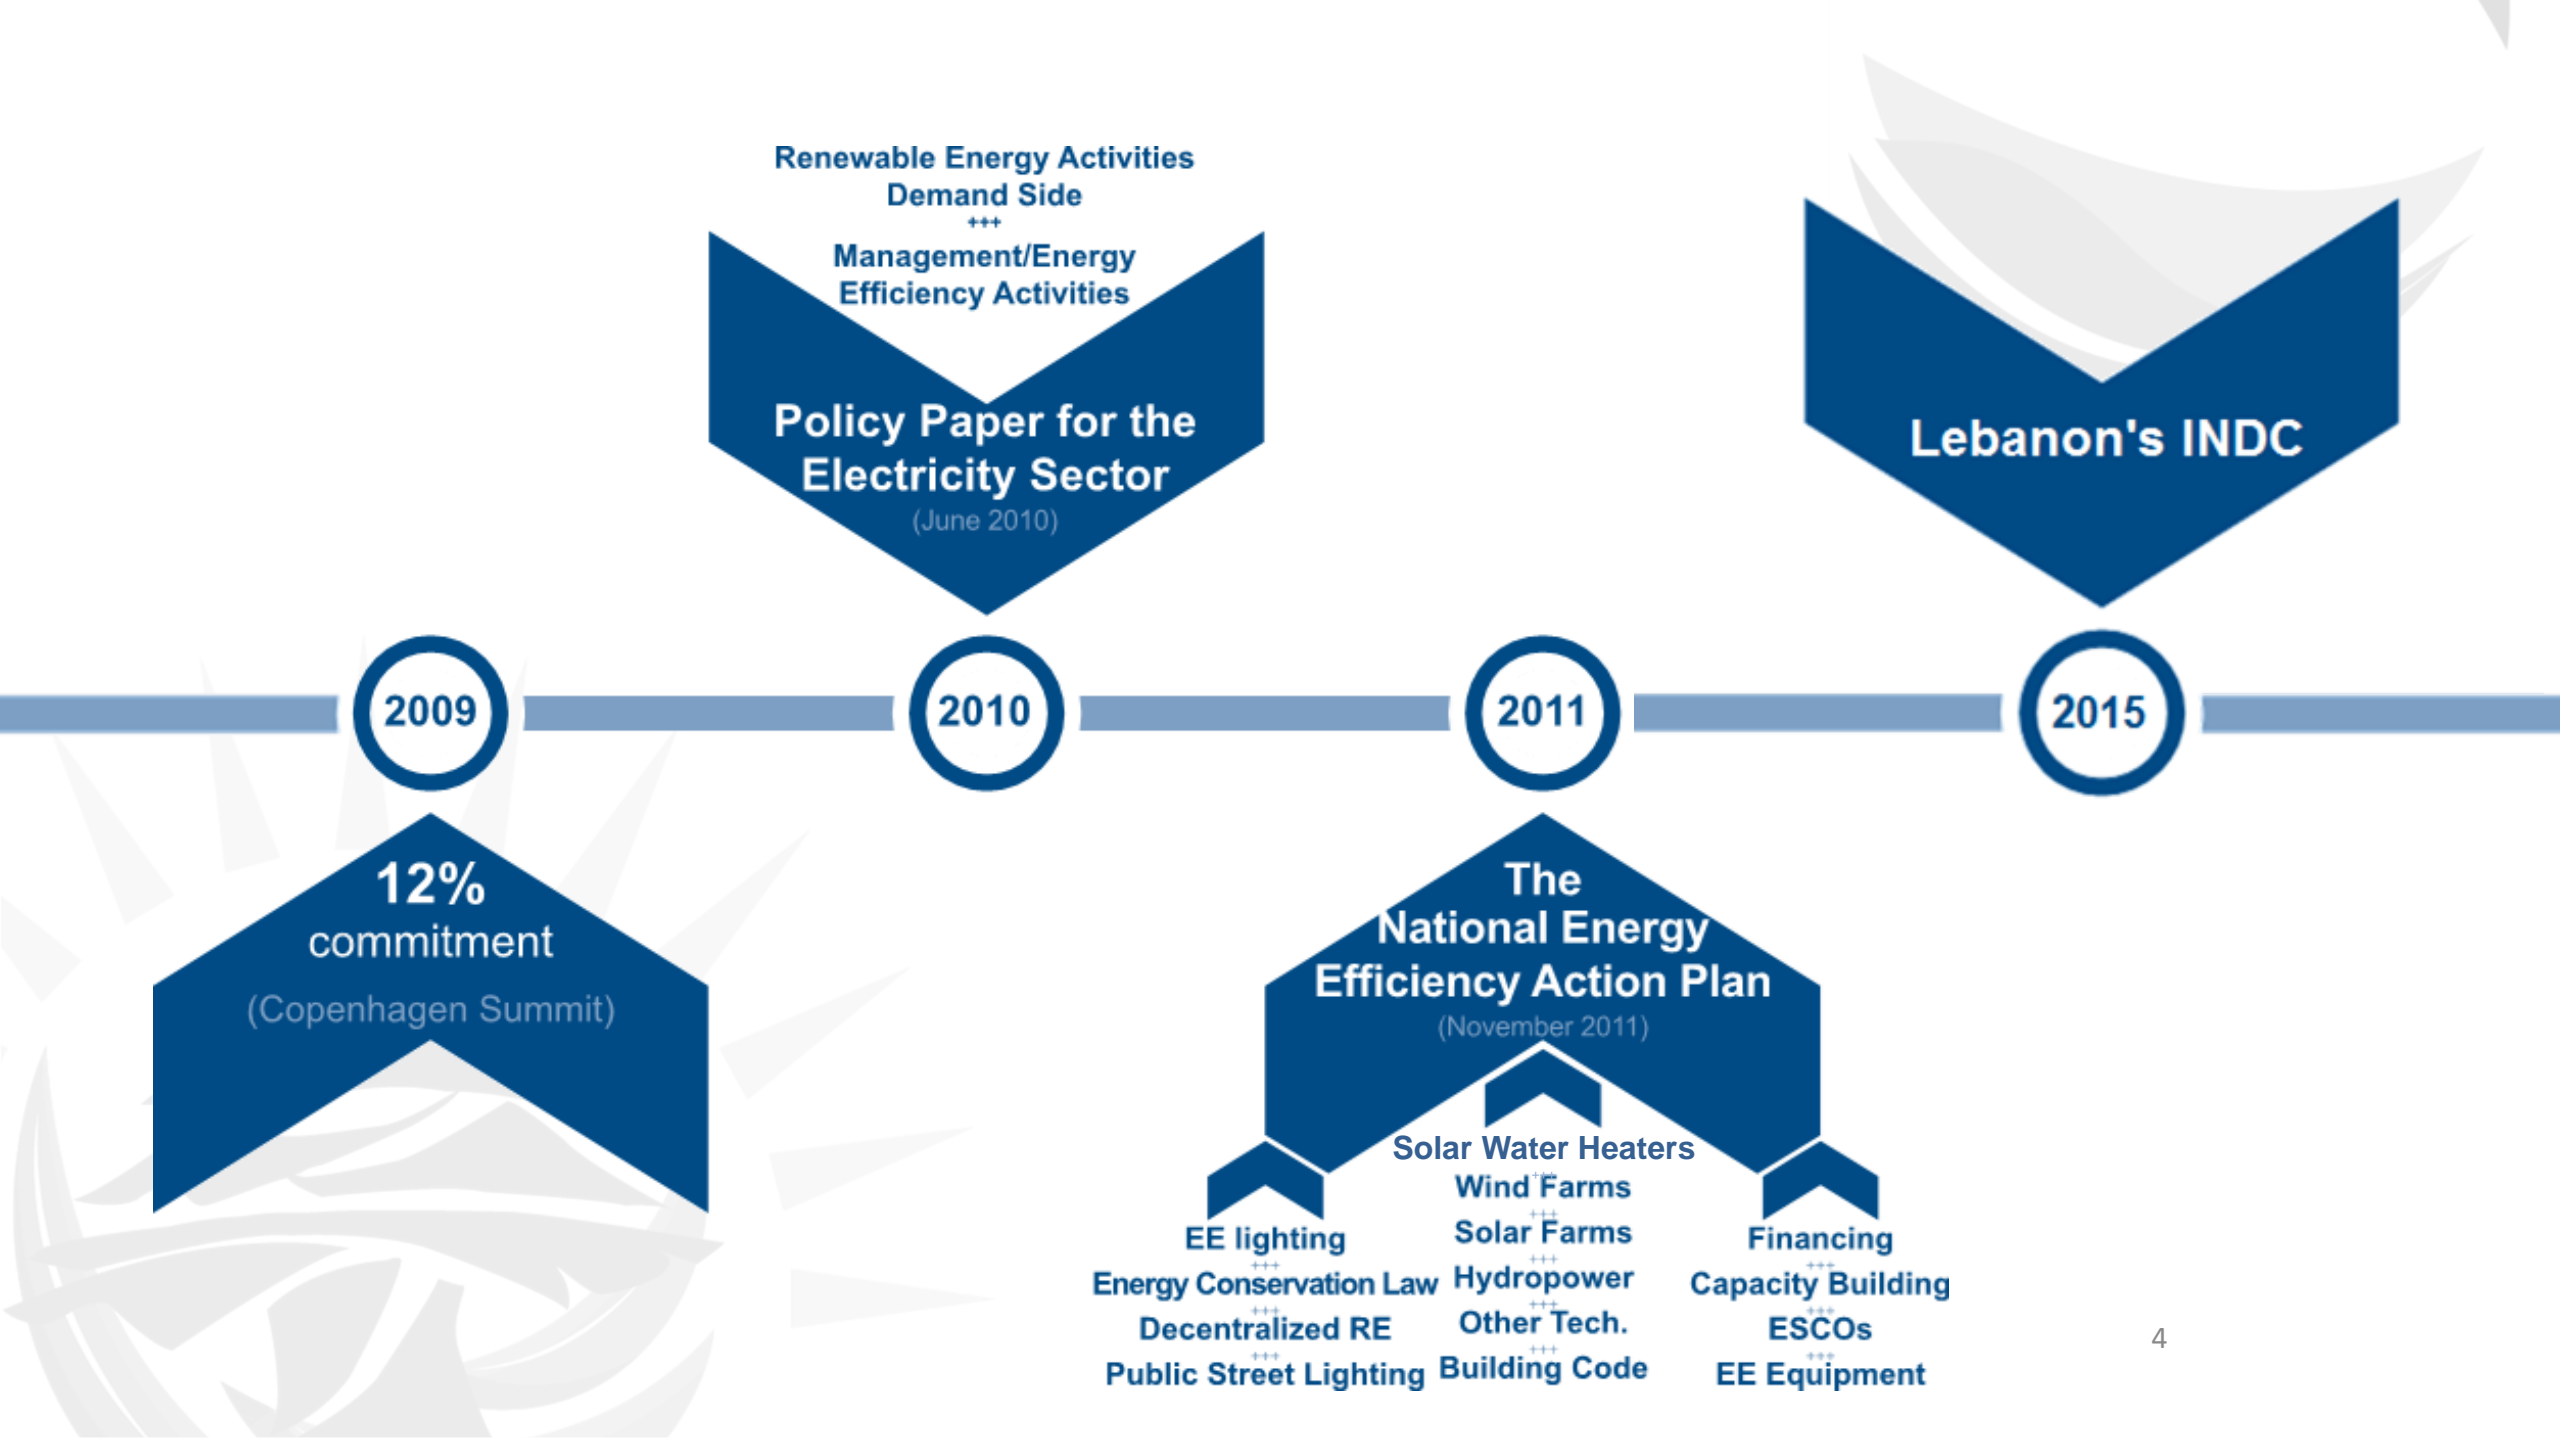 Renewable Energy Activities
Demand Side
+++
Management/Energy
Efficiency Activities
Policy Paper for the
Electricity Sector
(June 2010)
Lebanon's INDC
2009
2010
2011
2015
12%
commitment
(Copenhagen Summit)
The
National Energy
Efficiency Action Plan
(November 2011)
EE lighting
+++
Energy Conservation Law
+++
Decentralized RE
+++
Public Street Lighting
Solar Water Heaters
+++
Wind Farms
+++
Solar Farms
+++
Hydropower
+++
Other Tech.
+++
Building Code
Financing
+++
Capacity Building
+++
ESCOs
+++
EE Equipment
4